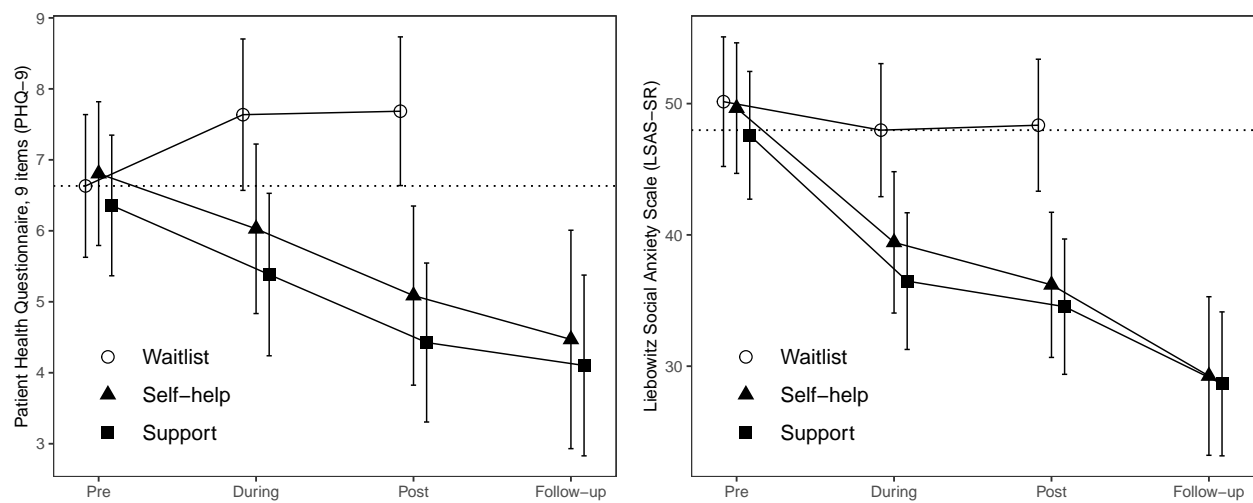 Patient Health Questionnaire, 9 items (PHQ−9)
9
8
7
6
5
4
3
Waitlist
Self−help
Support
Pre
During
Post
Follow−up
Liebowitz Social Anxiety Scale (LSAS−SR)
50
40
30
Waitlist
Self−help
Support
Pre
During
Post
Follow−up